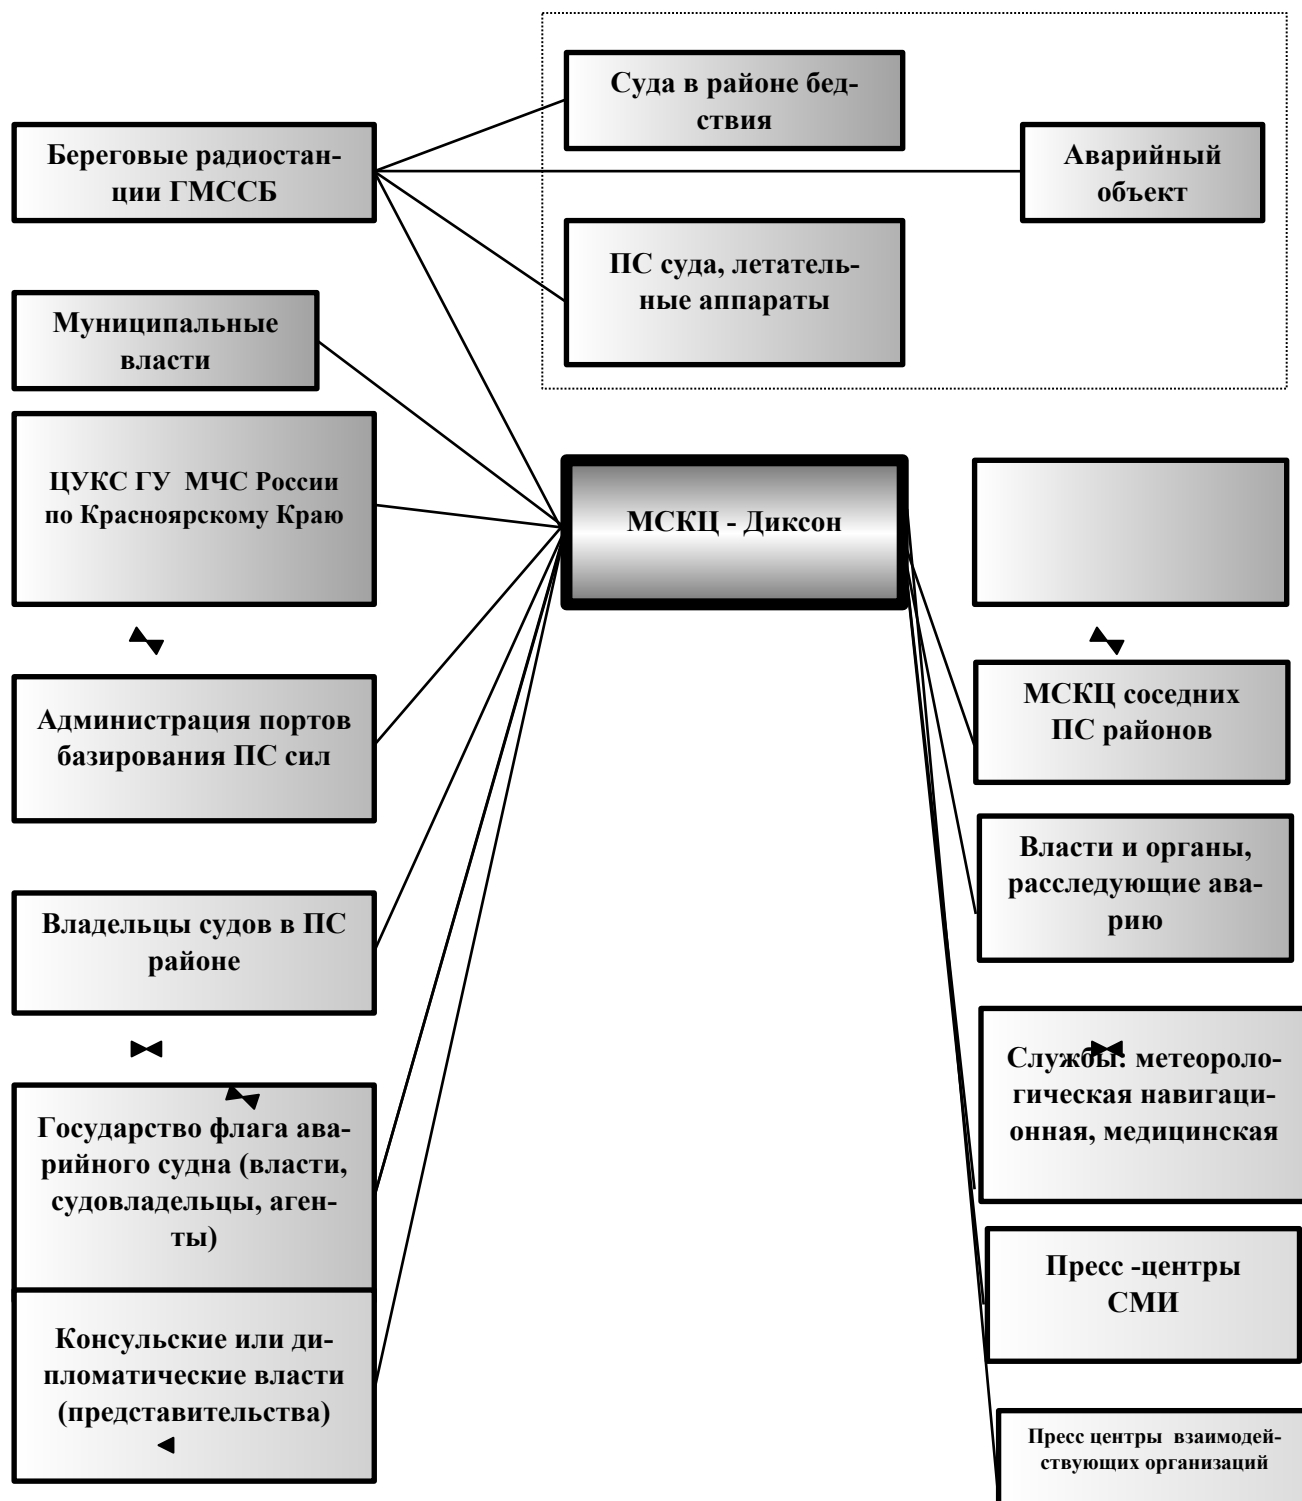 Суда в районе бед-
ствия
Береговые радиостан-
ции ГМССБ
Аварийный
объект
ПС суда, летатель-
ные аппараты
Муниципальные
власти
ЦУКС ГУ МЧС России
по Красноярскому Краю
МСКЦ - Диксон
Администрация портов
базирования ПС сил
МСКЦ соседних
ПС районов
Власти и органы,
расследующие ава-
рию
Владельцы судов в ПС
районе
Службы: метеороло-
гическая навигаци-
онная, медицинская
Государство флага ава-
рийного судна (власти,
судовладельцы, аген-
ты)
Пресс -центры
СМИ
Консульские или ди-
пломатические власти
(представительства)
Пресс центры взаимодей-
ствующих организаций